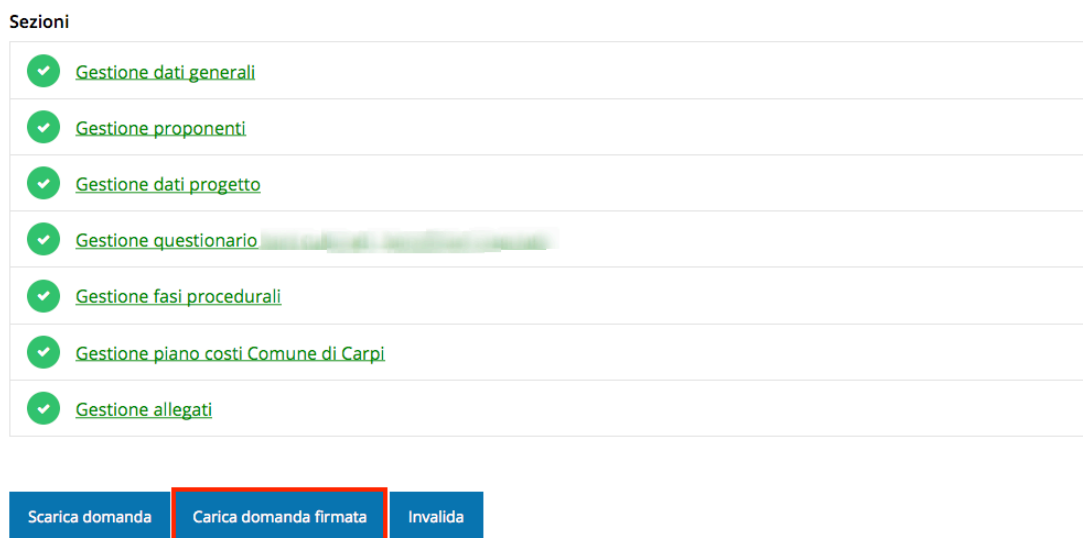 Sezioni
Gestione dati generali
Gestione proponenti
Gestione dati progetto
Gestione questionario
Gestione fasi procedurali
Gestione piano costi Comune di Carpi
Gestione allegati
Scarica domanda Carica domanda firmata Invalida